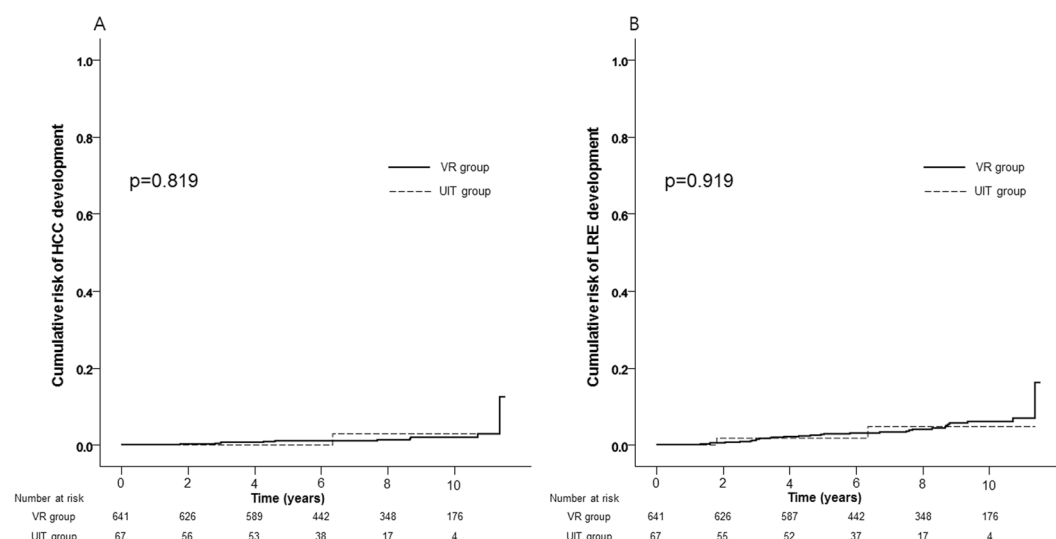 A
Cumulative risk of HCC development
1.0
0.8
0.6
0.4
0.2
0.0
p=0.819
VR group
UIT group
0 2 4 6 8 10
Time (years)
Number at risk
VR group 641 626 589 442 348 176
UIT group 67 56 53 38 17 4
B
Cumulative risk of LRE development
1.0
0.8
0.6
0.4
0.2
0.0
p=0.919
VR group
UIT group
0 2 4 6 8 10
Time (years)
Number at risk
VR group 641 626 587 442 348 176
UIT group 67 55 52 37 17 4